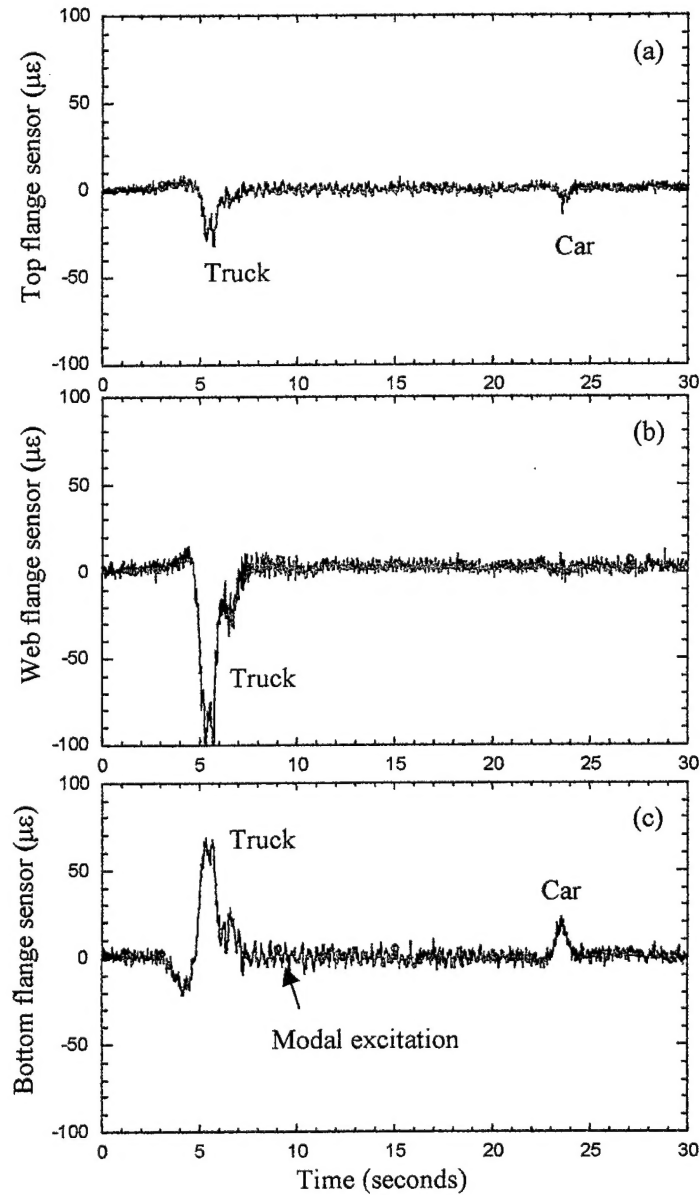 100
50
0
-50
-100
Top flange sensor (με)
(a)
Truck
Car
0 5 10 15 20 25 30
100
50
0
-50
-100
Web flange sensor (με)
(b)
Truck
0 5 10 15 20 25 30
100
50
0
-50
-100
Bottom flange sensor (με)
(c)
Truck
Car
Modal excitation
0 5 10 15 20 25 30
Time (seconds)